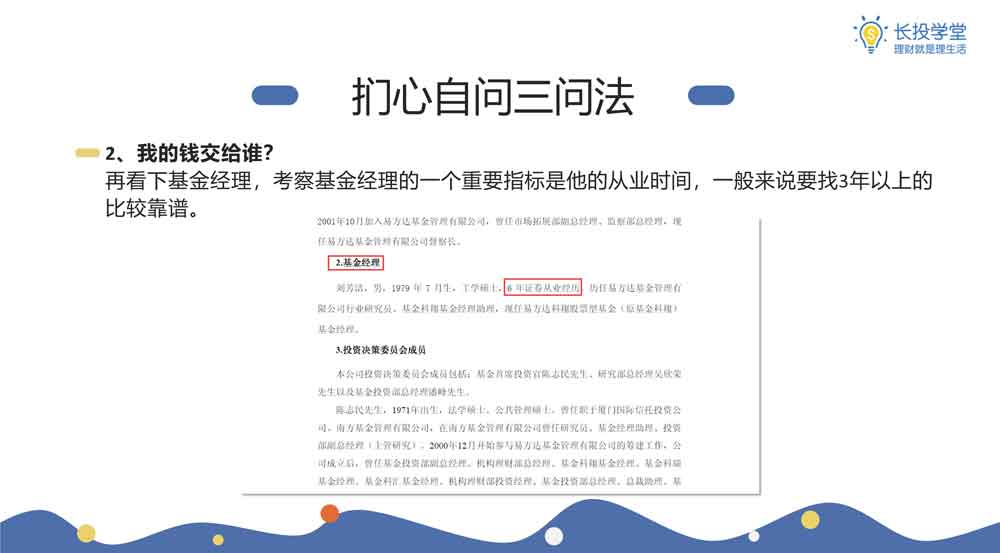 长投学堂
理财就是理生活
扪心自问三问法
2、我的钱交给谁？
再看下基金经理，考察基金经理的一个重要指标是他的从业时间，一般来说要找3年以上的
比较靠谱。
2001年10月加入易方达基金管理有限公司，曾任市场拓展部副总经理、监察部总经理，现
任易方达基金管理有限公司督察长。
2.基金经理
刘芳洁，男，1979 年 7 月生，工学硕士，6 年证券从业经历，历任易方达基金管理有
限公司行业研究员、基金科翔基金经理助理，现任易方达科翔股票型基金（原基金科翔）
基金经理。
3.投资决策委员会成员
本公司投资决策委员会成员包括：基金首席投资官陈志民先生、研究部总经理吴欣荣
先生以及基金投资部总经理潘峰先生。
陈志民先生，1971年出生，法学硕士、公共管理硕士。曾任职于厦门国际信托投资公
司、南方基金管理有限公司，在南方基金管理有限公司曾任研究员、基金经理助理、投资
部副总经理（主管研究）。2000年12月开始参与易方达基金管理有限公司的筹建工作，公
司成立后，曾任基金投资部副总经理、机构理财部总经理、基金科翔基金经理、基金科瑞
基金经理、基金科汇基金经理、机构理财部投资经理、基金投资部总经理、总裁助理、基